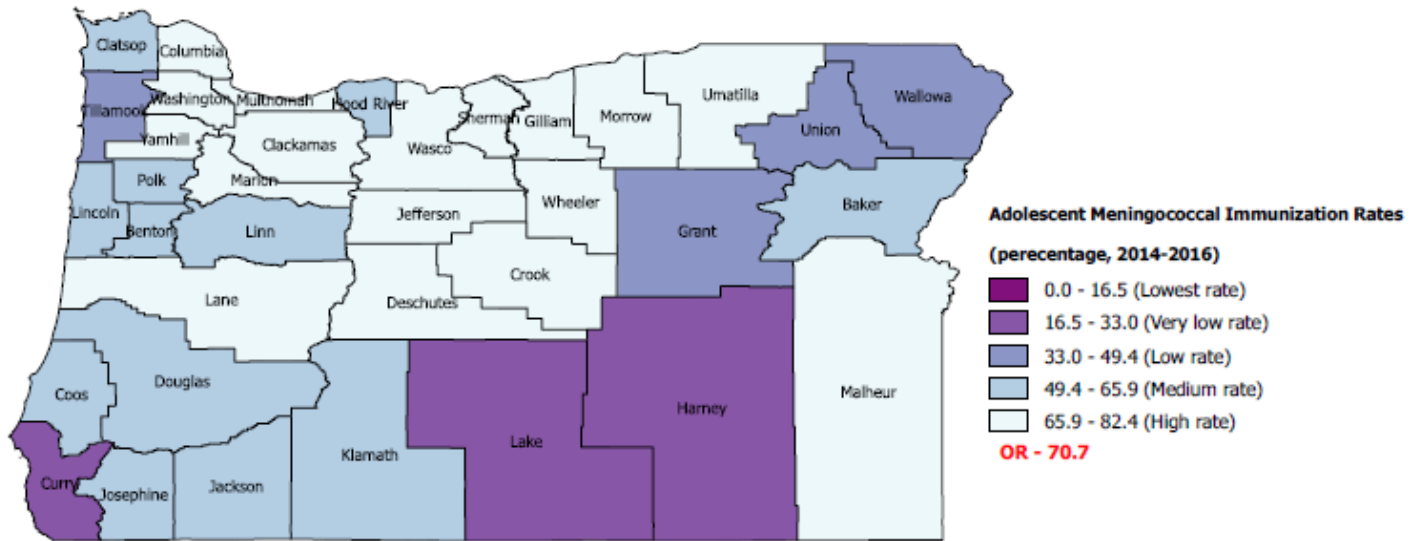 Clatsop
Columbia
Tillamook
Washington
Multnomah
Hood River
Yamhill
Clackamas
Wasco
Sherman
Gilliam
Morrow
Umatilla
Union
Wallowa
Polk
Marion
Lincoln
Benton
Linn
Jefferson
Wheeler
Grant
Baker
Lane
Deschutes
Crook
Coos
Douglas
Curry
Josephine
Jackson
Klamath
Lake
Harney
Malheur
Adolescent Meningococcal Immunization Rates
(perecentage, 2014-2016)
0.0 - 16.5 (Lowest rate)
16.5 - 33.0 (Very low rate)
33.0 - 49.4 (Low rate)
49.4 - 65.9 (Medium rate)
65.9 - 82.4 (High rate)
OR - 70.7